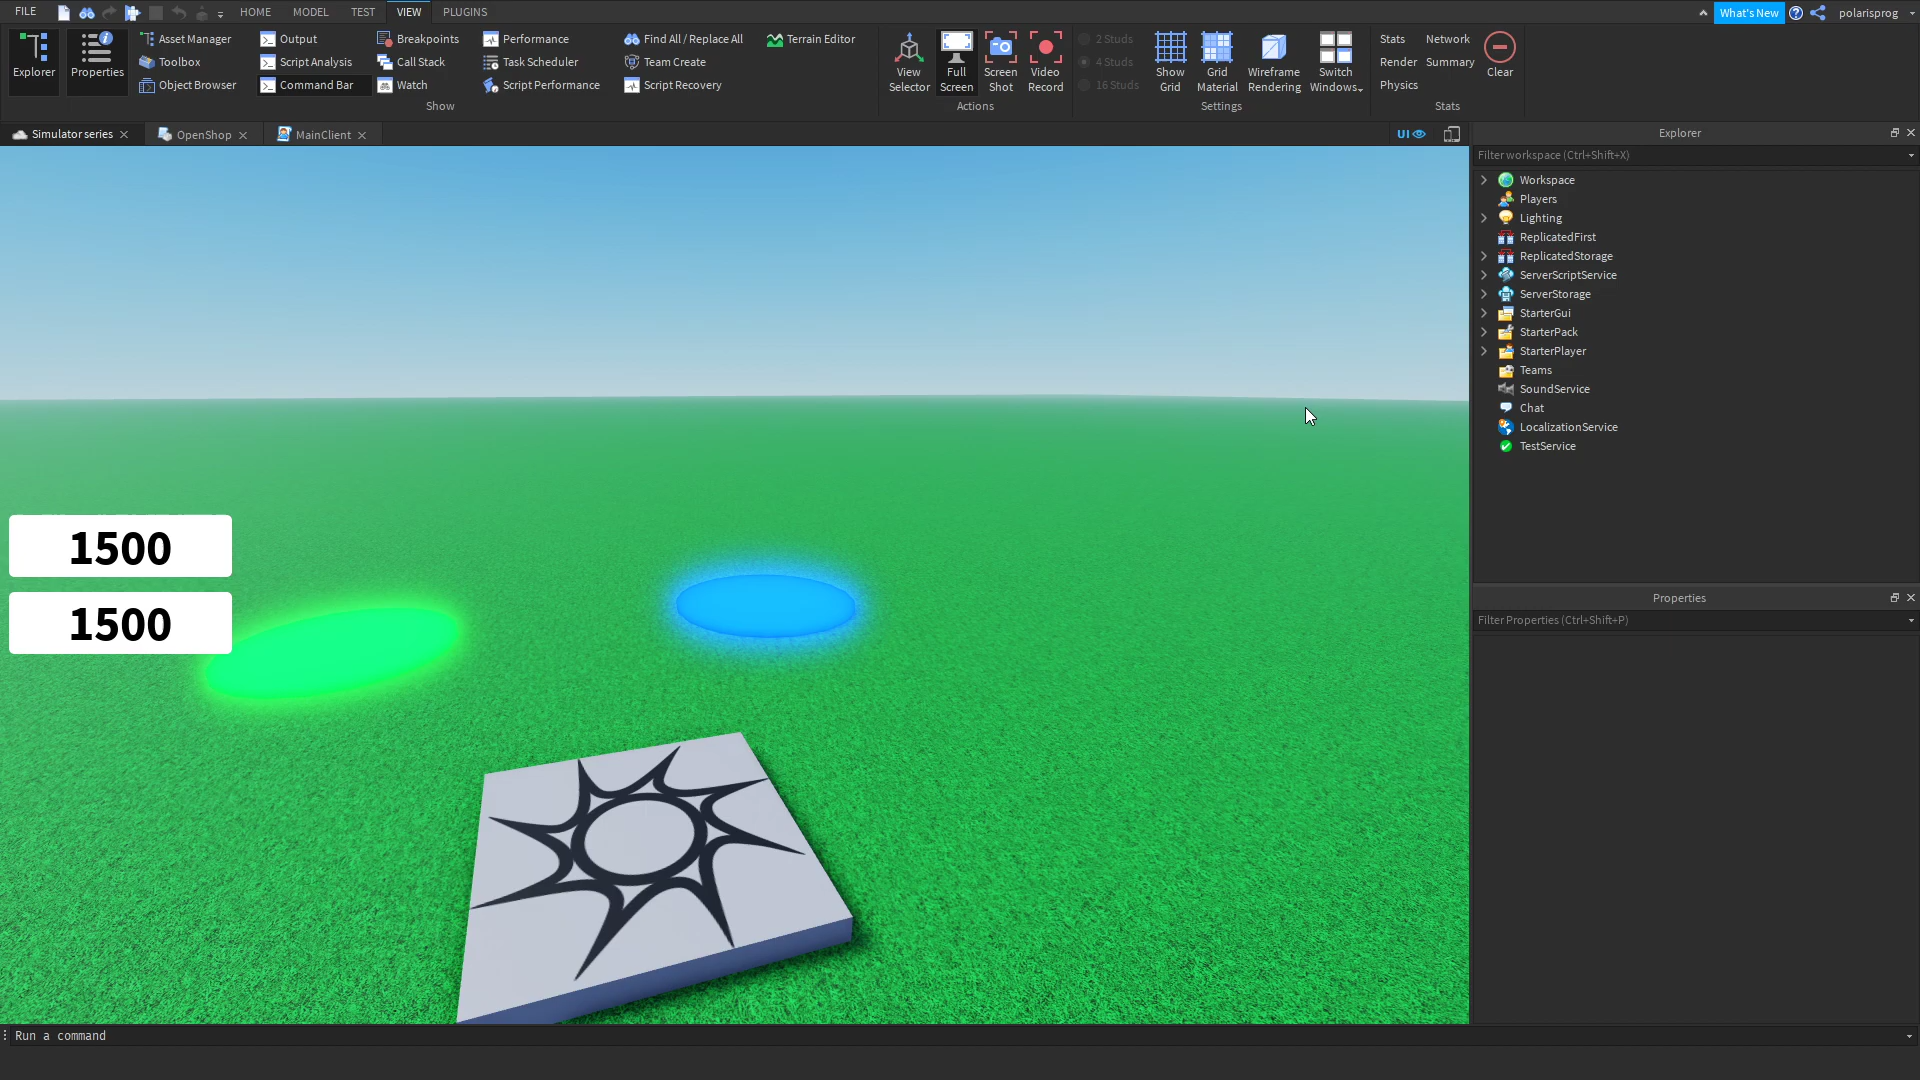 FILE HOME MODEL TEST VIEW PLUGINS What's New polarisprog
Explorer
Properties
Asset Manager
Toolbox
Object Browser
Output
Script Analysis
Command Bar
Breakpoints
Call Stack
Watch
Performance
Task Scheduler
Script Performance
Find All / Replace All
Team Create
Script Recovery
Terrain Editor
Show
View
Selector
Full
Screen
Screen
Shot
Video
Record
Actions
2 Studs
4 Studs
16 Studs
Show
Grid
Grid
Material
Wireframe
Rendering
Switch
Windows
Settings
Stats
Render
Physics
Network
Summary
Clear
Stats
Simulator series
OpenShop
MainClient
UI
1500
1500
Explorer
Filter workspace (Ctrl+Shift+X)
Workspace
Players
Lighting
ReplicatedFirst
ReplicatedStorage
ServerScriptService
ServerStorage
StarterGui
StarterPack
StarterPlayer
Teams
SoundService
Chat
LocalizationService
TestService
Properties
Filter Properties (Ctrl+Shift+P)
Run a command